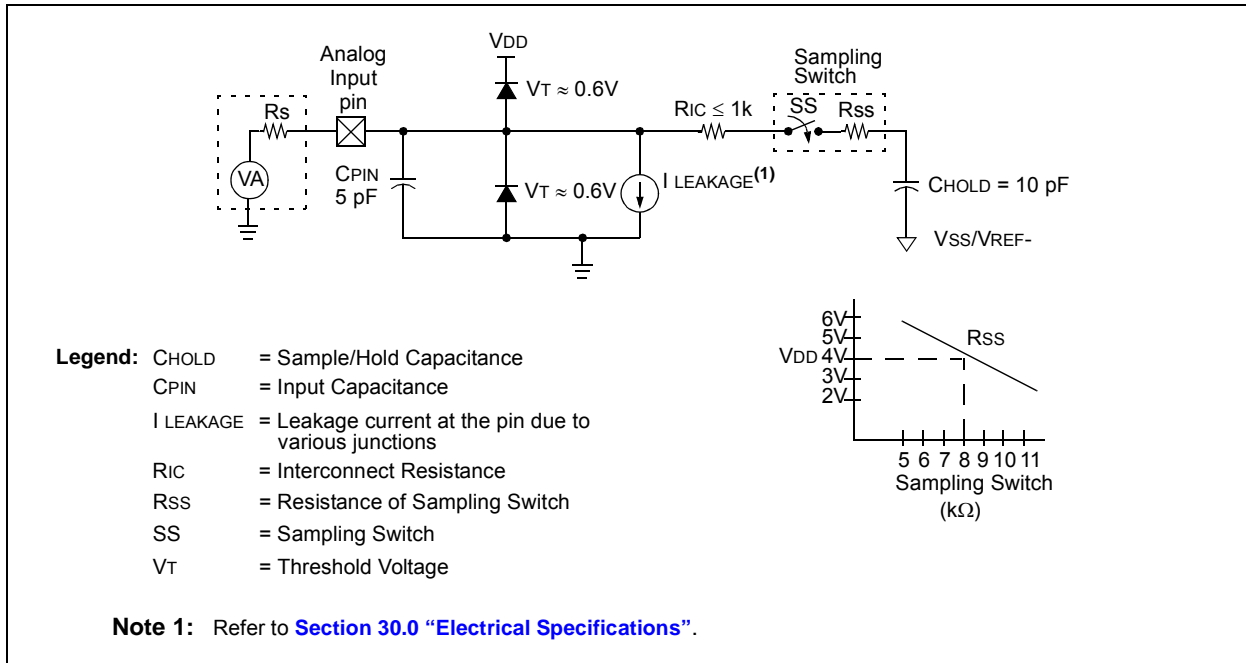 VDD
Analog
Input
pin
Sampling
Switch
VT ≈ 0.6V
RS
RIC ≤ 1k
SS
RSS
VA
CPIN
5 pF
VT ≈ 0.6V
I LEAKAGE(1)
CHOLD = 10 pF
VSS/VREF-
6V
5V
VDD 4V
3V
2V
RSS
5 6 7 8 9 10 11
Sampling Switch
(kΩ)
Legend: CHOLD = Sample/Hold Capacitance
CPIN = Input Capacitance
I LEAKAGE = Leakage current at the pin due to
various junctions
RIC = Interconnect Resistance
RSS = Resistance of Sampling Switch
SS = Sampling Switch
VT = Threshold Voltage
Note 1: Refer to Section 30.0 “Electrical Specifications”.